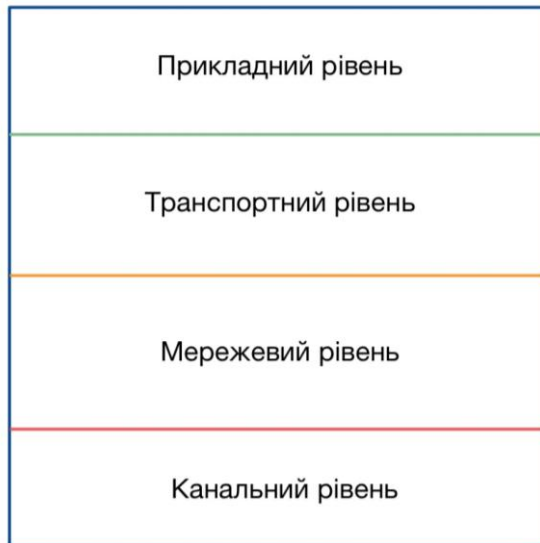 Прикладний рівень
Транспортний рівень
Мережевий рівень
Канальний рівень